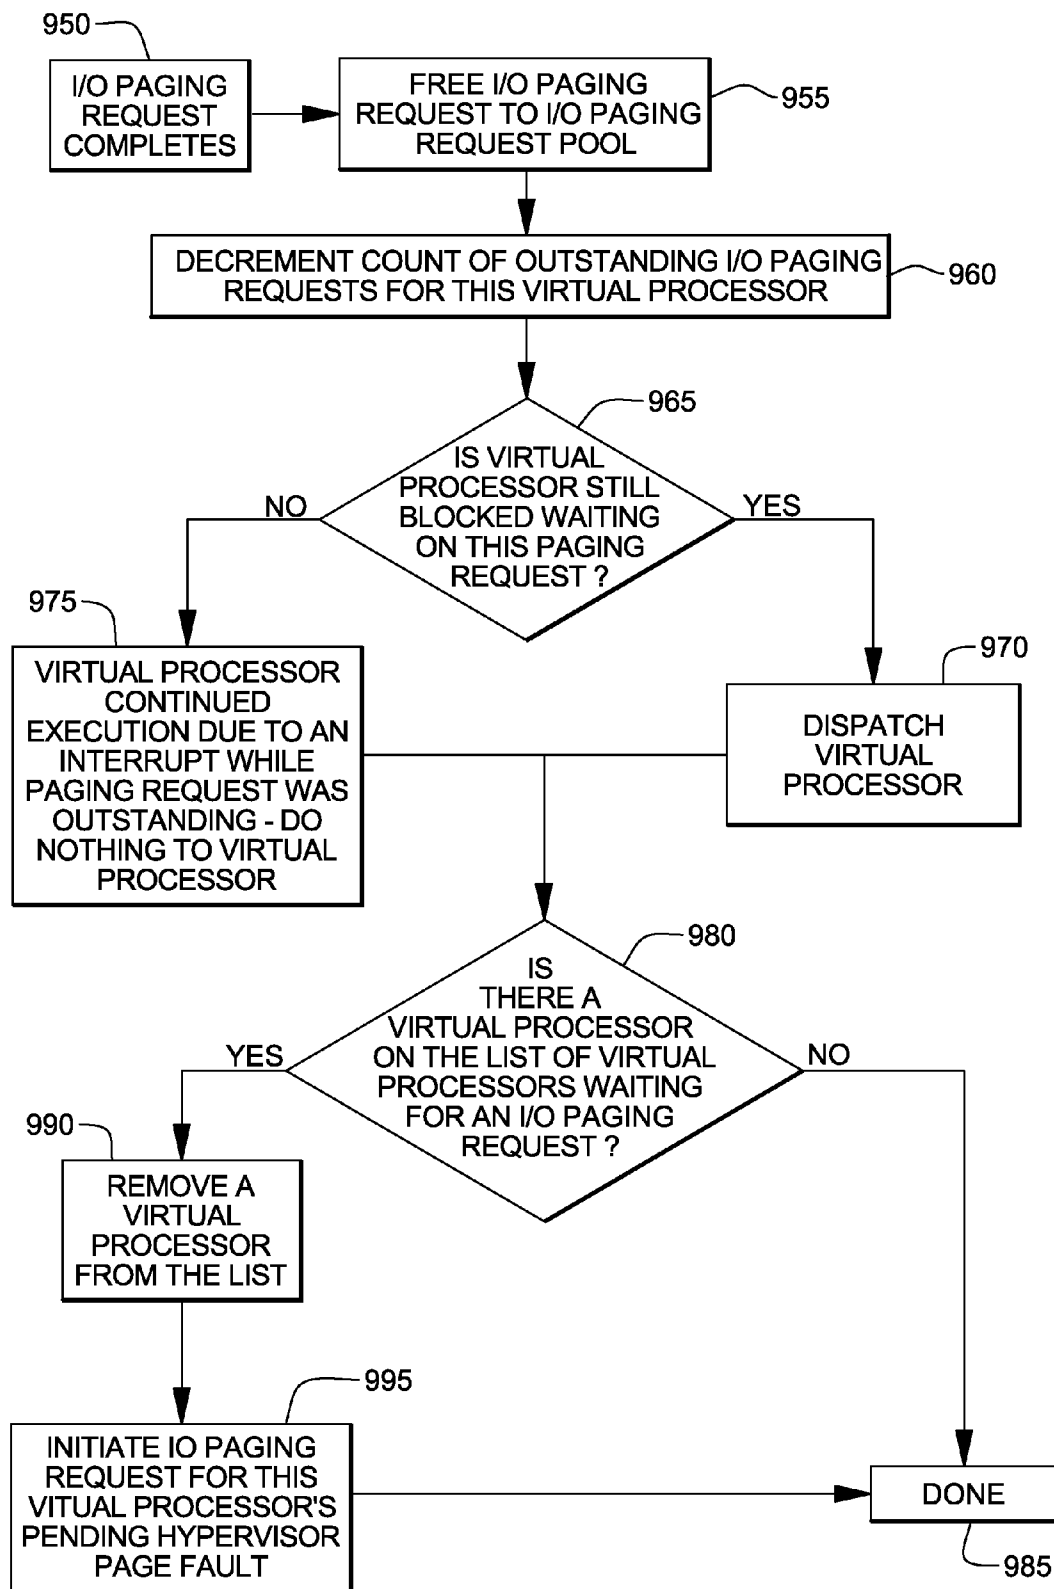 950
I/O PAGING
REQUEST
COMPLETES
FREE I/O PAGING
REQUEST TO I/O PAGING
REQUEST POOL
955
DECREMENT COUNT OF OUTSTANDING I/O PAGING
REQUESTS FOR THIS VIRTUAL PROCESSOR
960
965
IS VIRTUAL
PROCESSOR STILL
BLOCKED WAITING
ON THIS PAGING
REQUEST ?
NO
YES
975
VIRTUAL PROCESSOR
CONTINUED
EXECUTION DUE TO AN
INTERRUPT WHILE
PAGING REQUEST WAS
OUTSTANDING - DO
NOTHING TO VIRTUAL
PROCESSOR
970
DISPATCH
VIRTUAL
PROCESSOR
980
IS
THERE A
VIRTUAL PROCESSOR
ON THE LIST OF VIRTUAL
PROCESSORS WAITING
FOR AN I/O PAGING
REQUEST ?
YES
NO
990
REMOVE A
VIRTUAL
PROCESSOR
FROM THE LIST
995
INITIATE IO PAGING
REQUEST FOR THIS
VITUAL PROCESSOR'S
PENDING HYPERVISOR
PAGE FAULT
DONE
985